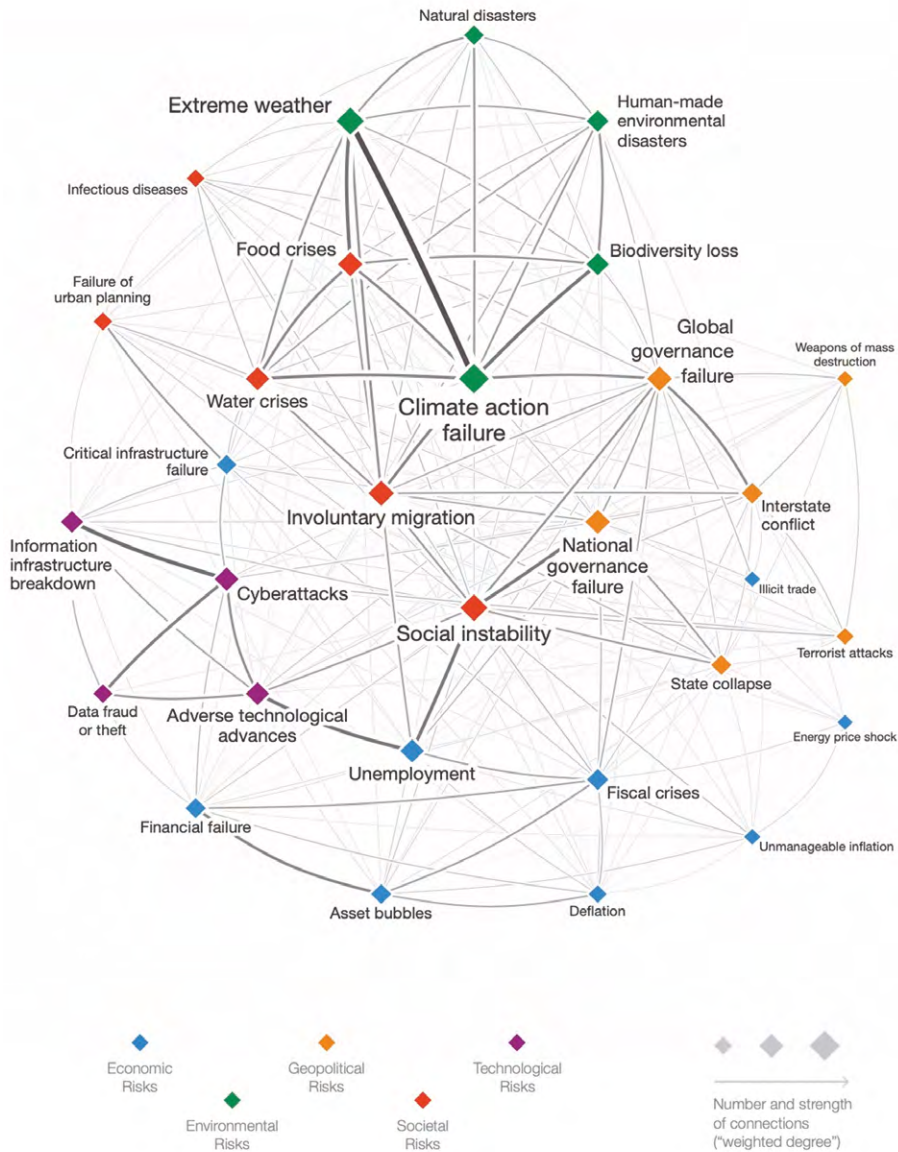 Natural disasters
Extreme weather
Human-made
environmental
disasters
Infectious diseases
Food crises
Biodiversity loss
Failure of
urban planning
Global
governance
failure
Weapons of mass
destruction
Water crises
Climate action
failure
Critical infrastructure
failure
Involuntary migration
Interstate
conflict
Information
infrastructure
breakdown
National
governance
failure
Cyberattacks
Illicit trade
Social instability
Terrorist attacks
State collapse
Data fraud
or theft
Adverse technological
advances
Energy price shock
Unemployment
Fiscal crises
Financial failure
Unmanageable inflation
Asset bubbles
Deflation
Economic
Risks
Geopolitical
Risks
Technological
Risks
Environmental
Risks
Societal
Risks
Number and strength
of connections
(“weighted degree”)